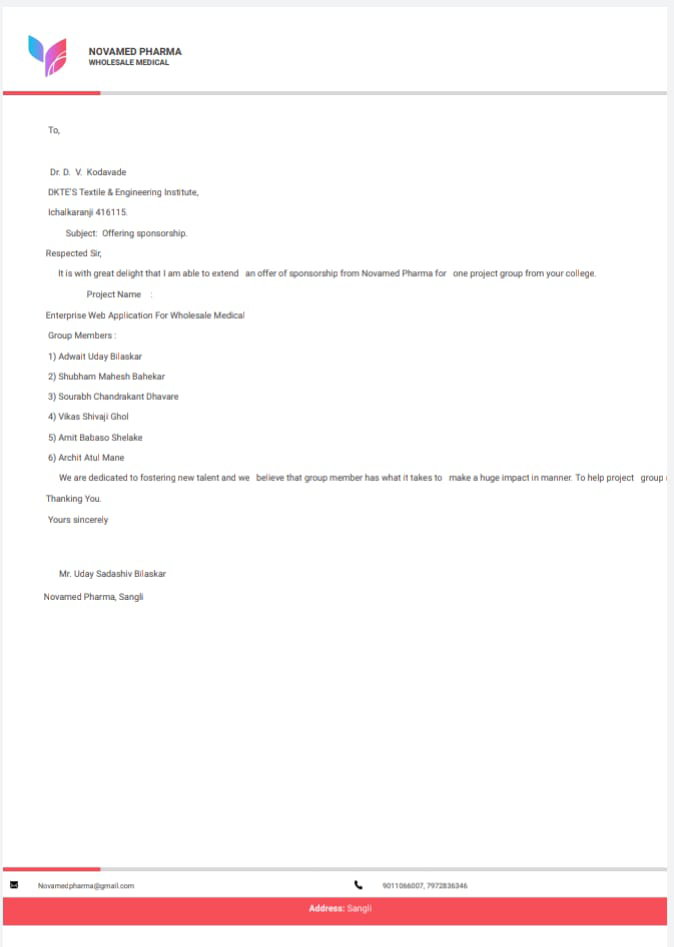 NOVAMED PHARMA
WHOLESALE MEDICAL
To,
Dr. D. V. Kodavade
DKTE'S Textile & Engineering Institute,
Ichalkaranji 416115.
Subject: Offering sponsorship.
Respected Sir,
It is with great delight that I am able to extend an offer of sponsorship from Novamed Pharma for one project group from your college.
Project Name :
Enterprise Web Application For Wholesale Medical
Group Members :
1) Adwait Uday Bilaskar
2) Shubham Mahesh Bahekar
3) Sourabh Chandrakant Dhavare
4) Vikas Shivaji Ghol
5) Amit Babaso Shelake
6) Archit Atul Mane
We are dedicated to fostering new talent and we believe that group member has what it takes to make a huge impact in manner. To help project group
Thanking You.
Yours sincerely
Mr. Uday Sadashiv Bilaskar
Novamed Pharma, Sangli
Novamedpharma@gmail.com
9011066007, 7972836346
Address: Sangli